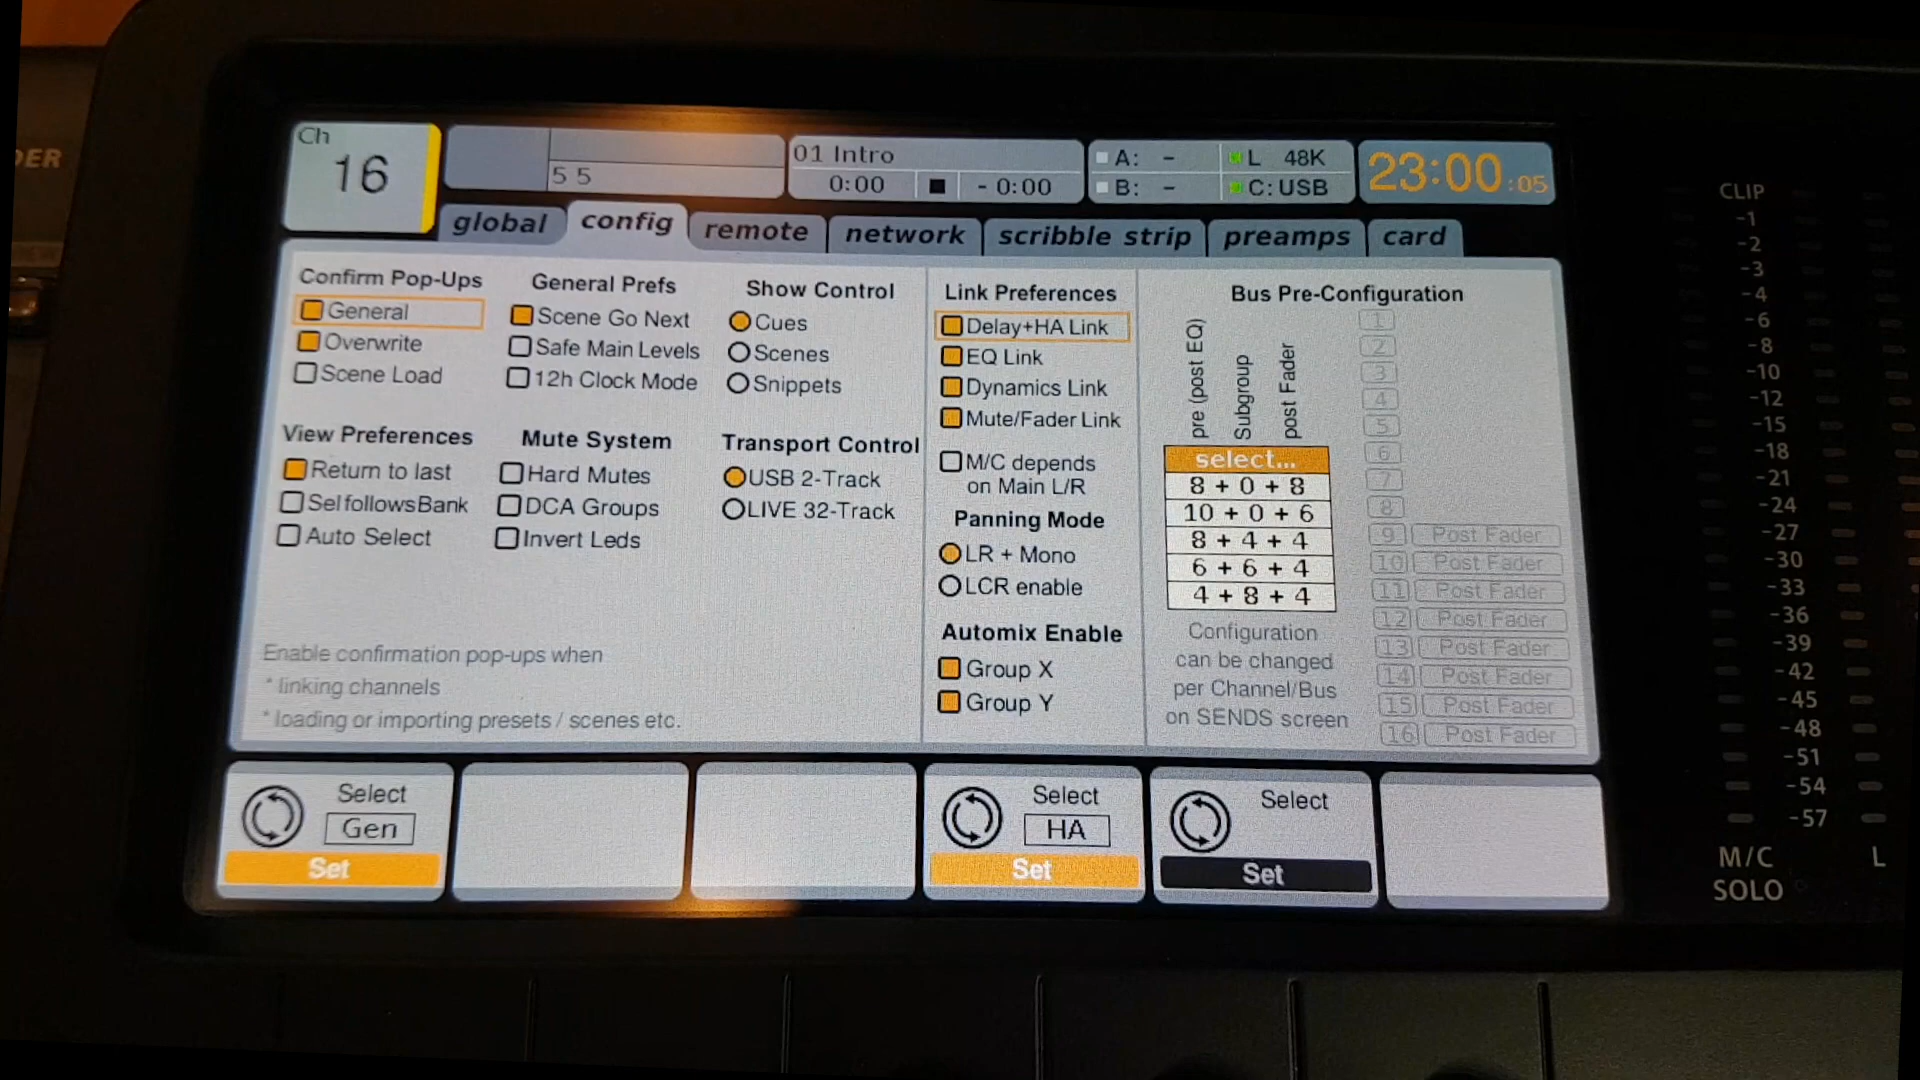 DER
Ch
16
5 5
01 Intro
0:00 - 0:00
A: - L 48K
B: - C: USB
23:00:05
global config remote network scribble strip preamps card
Confirm Pop-Ups
General
Overwrite
Scene Load
General Prefs
Scene Go Next
Safe Main Levels
12h Clock Mode
Show Control
Cues
Scenes
Snippets
View Preferences
Return to last
SelfollowsBank
Auto Select
Mute System
Hard Mutes
DCA Groups
Invert Leds
Transport Control
USB 2-Track
LIVE 32-Track
Enable confirmation pop-ups when
* linking channels
* loading or importing presets / scenes etc.
Link Preferences
Delay+HA Link
EQ Link
Dynamics Link
Mute/Fader Link
M/C depends
on Main L/R
Panning Mode
LR + Mono
LCR enable
Automix Enable
Group X
Group Y
Bus Pre-Configuration
pre (post EQ)
Subgroup
post Fader
select...
8 + 0 + 8
10 + 0 + 6
8 + 4 + 4
6 + 6 + 4
4 + 8 + 4
Configuration
can be changed
per Channel/Bus
on SENDS screen
1
2
3
4
5
6
7
8
9 Post Fader
10 Post Fader
11 Post Fader
12 Post Fader
13 Post Fader
14 Post Fader
15 Post Fader
16 Post Fader
Select
Gen
Set
Select
HA
Set
Select
Set
CLIP
-1
-2
-3
-4
-6
-8
-10
-12
-15
-18
-21
-24
-27
-30
-33
-36
-39
-42
-45
-48
-51
-54
-57
M/C L
SOLO